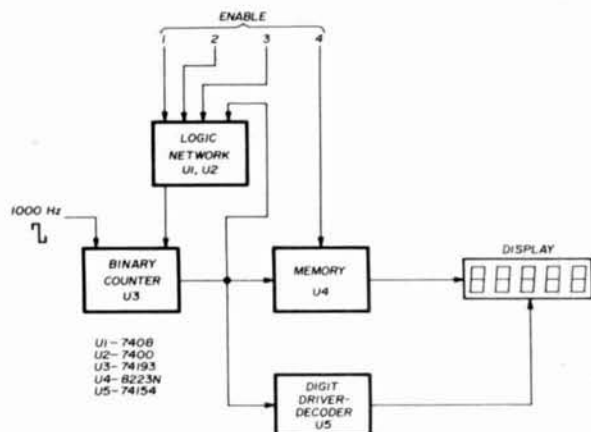 ENABLE
1 2 3 4
LOGIC
NETWORK
U1, U2
1000 Hz
BINARY
COUNTER
U3
MEMORY
U4
DISPLAY
U1-7408
U2-7400
U3-74193
U4-8223N
U5-74154
DIGIT
DRIVER-
DECODER
U5